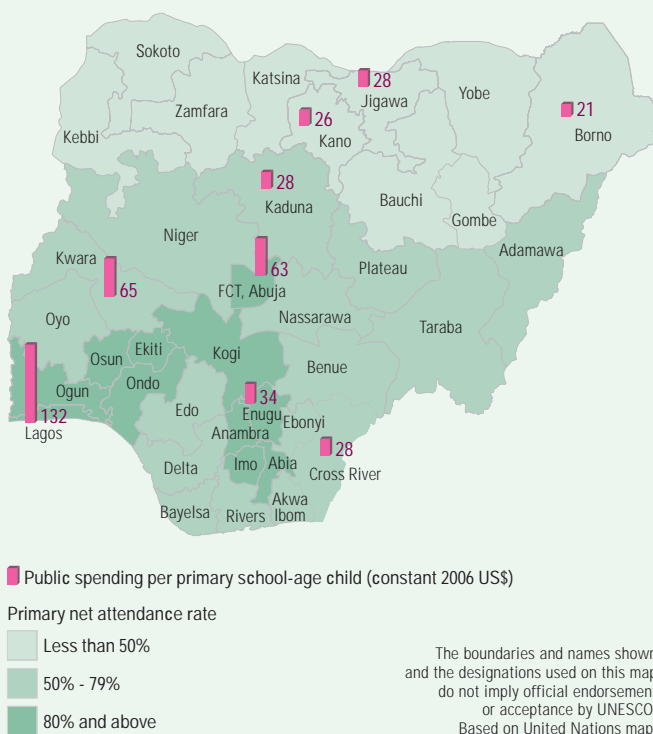 Sokoto
Katsina
28
Jigawa
Yobe
21
Borno
Zamfara
26
Kano
Kebbi
28
Kaduna
Bauchi
Gombe
Niger
Adamawa
Kwara
65
63
FCT, Abuja
Plateau
Nassarawa
Taraba
Oyo
Osun
Ekiti
Kogi
Benue
Ogun
Ondo
132
Lagos
Edo
34
Enugu
Ebonyi
Anambra
28
Cross River
Delta
Imo
Abia
Bayelsa
Rivers
Akwa
Ibom
Public spending per primary school-age child (constant 2006 US$)
Primary net attendance rate
Less than 50%
50% - 79%
80% and above
The boundaries and names shown
and the designations used on this map
do not imply official endorsemen
or acceptance by UNESCO
Based on United Nations map